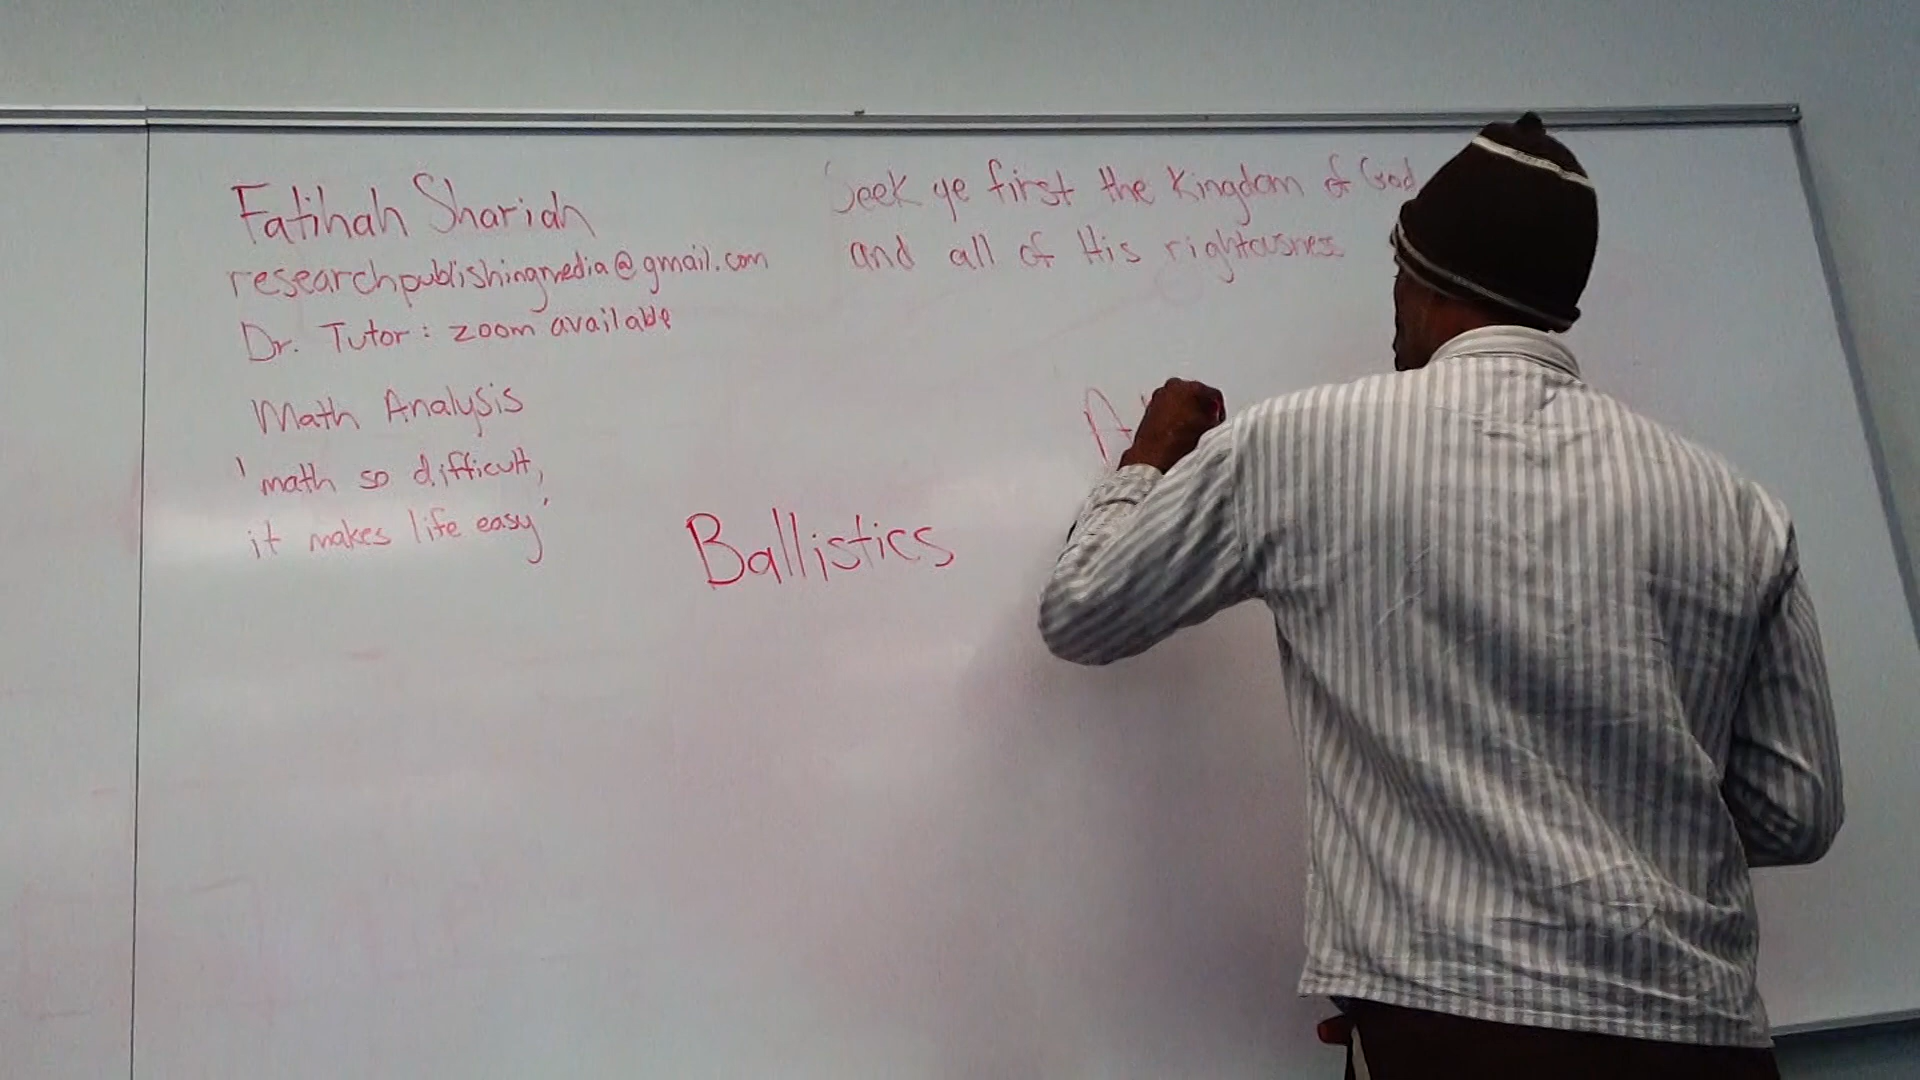 Fatihah Shariah
researchpublishingmedia@gmail.com
Dr. Tutor: zoom available
Math Analysis
'math so difficult,
it makes life easy'
Seek ye first the Kingdom of God
and all of His righteousness
Ballistics